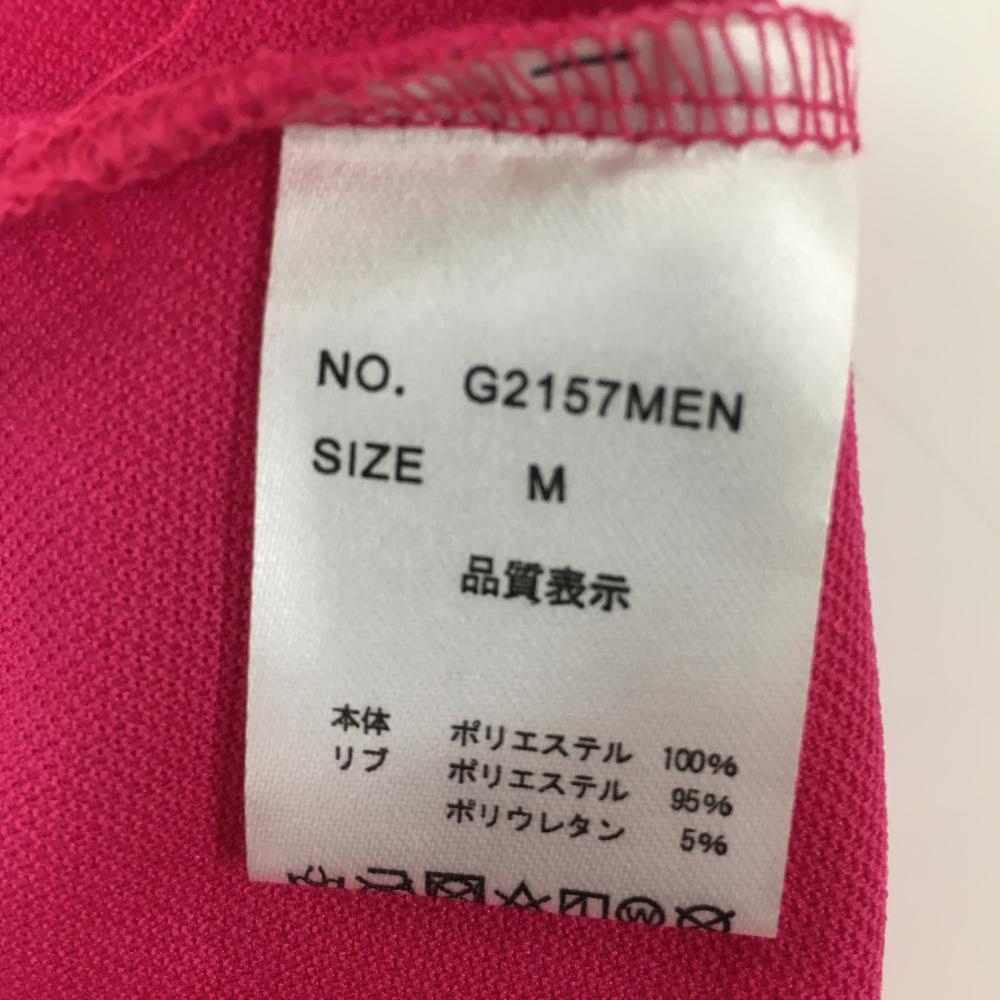 NO. G2157MEN
SIZE M
品質表示
本体 ポリエステル 100%
リブ ポリエステル 95%
ポリウレタン 5%